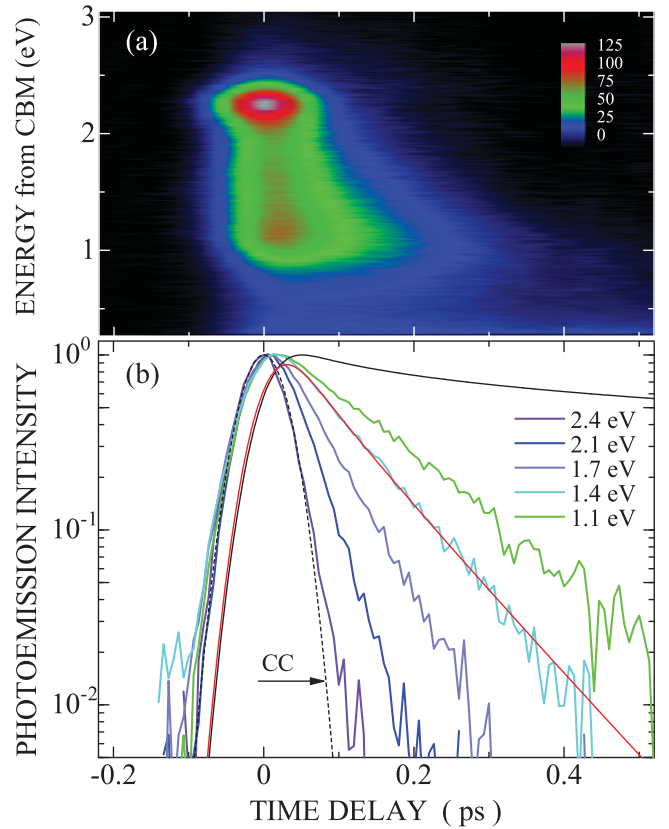 3
(a)
125
100
75
50
25
0
2
1
ENERGY from CBM (eV)
10^0
(b)
2.4 eV
2.1 eV
1.7 eV
1.4 eV
1.1 eV
10^-1
CC
10^-2
PHOTOEMISSION INTENSITY
-0.2
0
0.2
0.4
TIME DELAY ( ps )